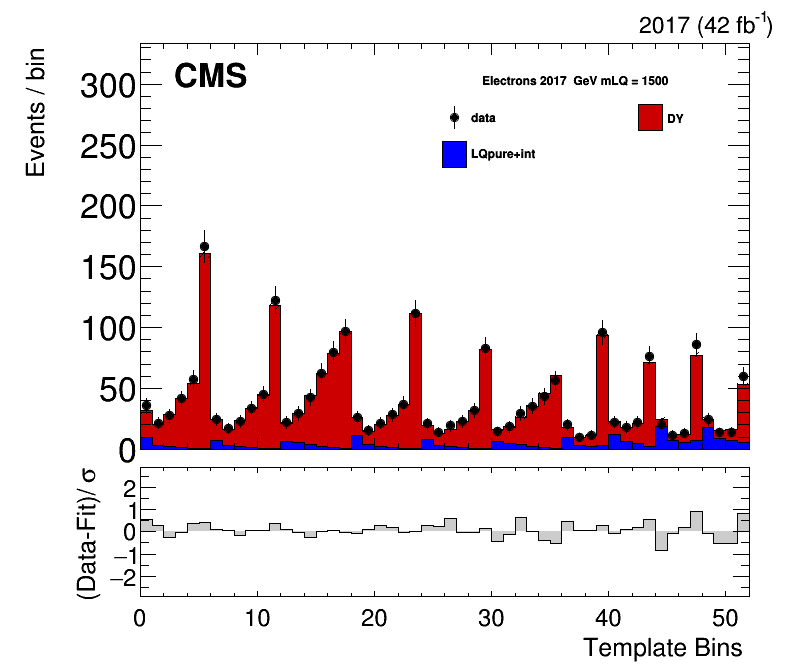 2017 (42 fb-1)
CMS
Electrons 2017 GeV mLQ = 1500
data
DY
LQpure+int
Events / bin
300
250
200
150
100
50
0
(Data-Fit)/ σ
2
1
0
−1
−2
0 10 20 30 40 50
Template Bins